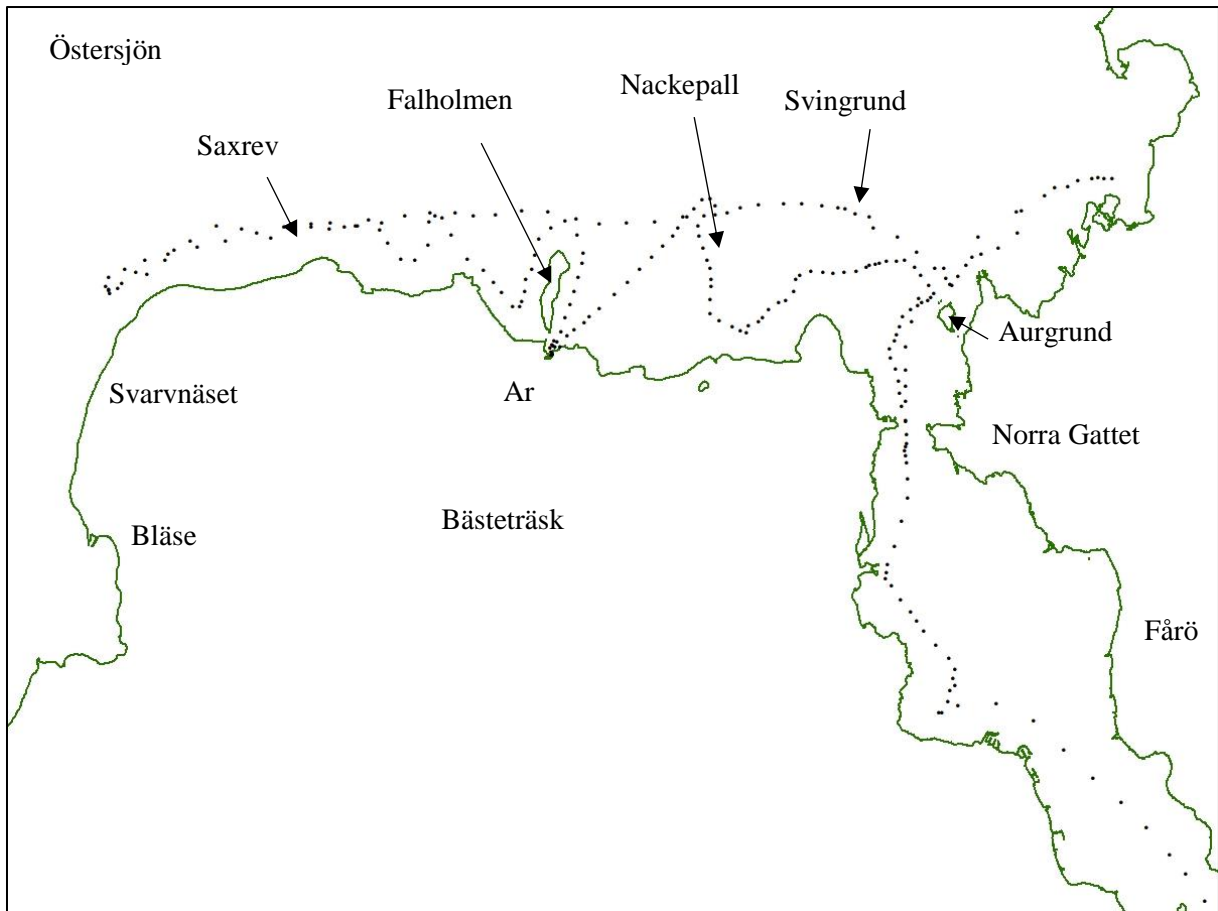 Östersjön
Nackepall
Falholmen
Svingrund
Saxrev
Aurgrund
Svarvnäset
Ar
Norra Gattet
Bästeträsk
Bläse
Fårö